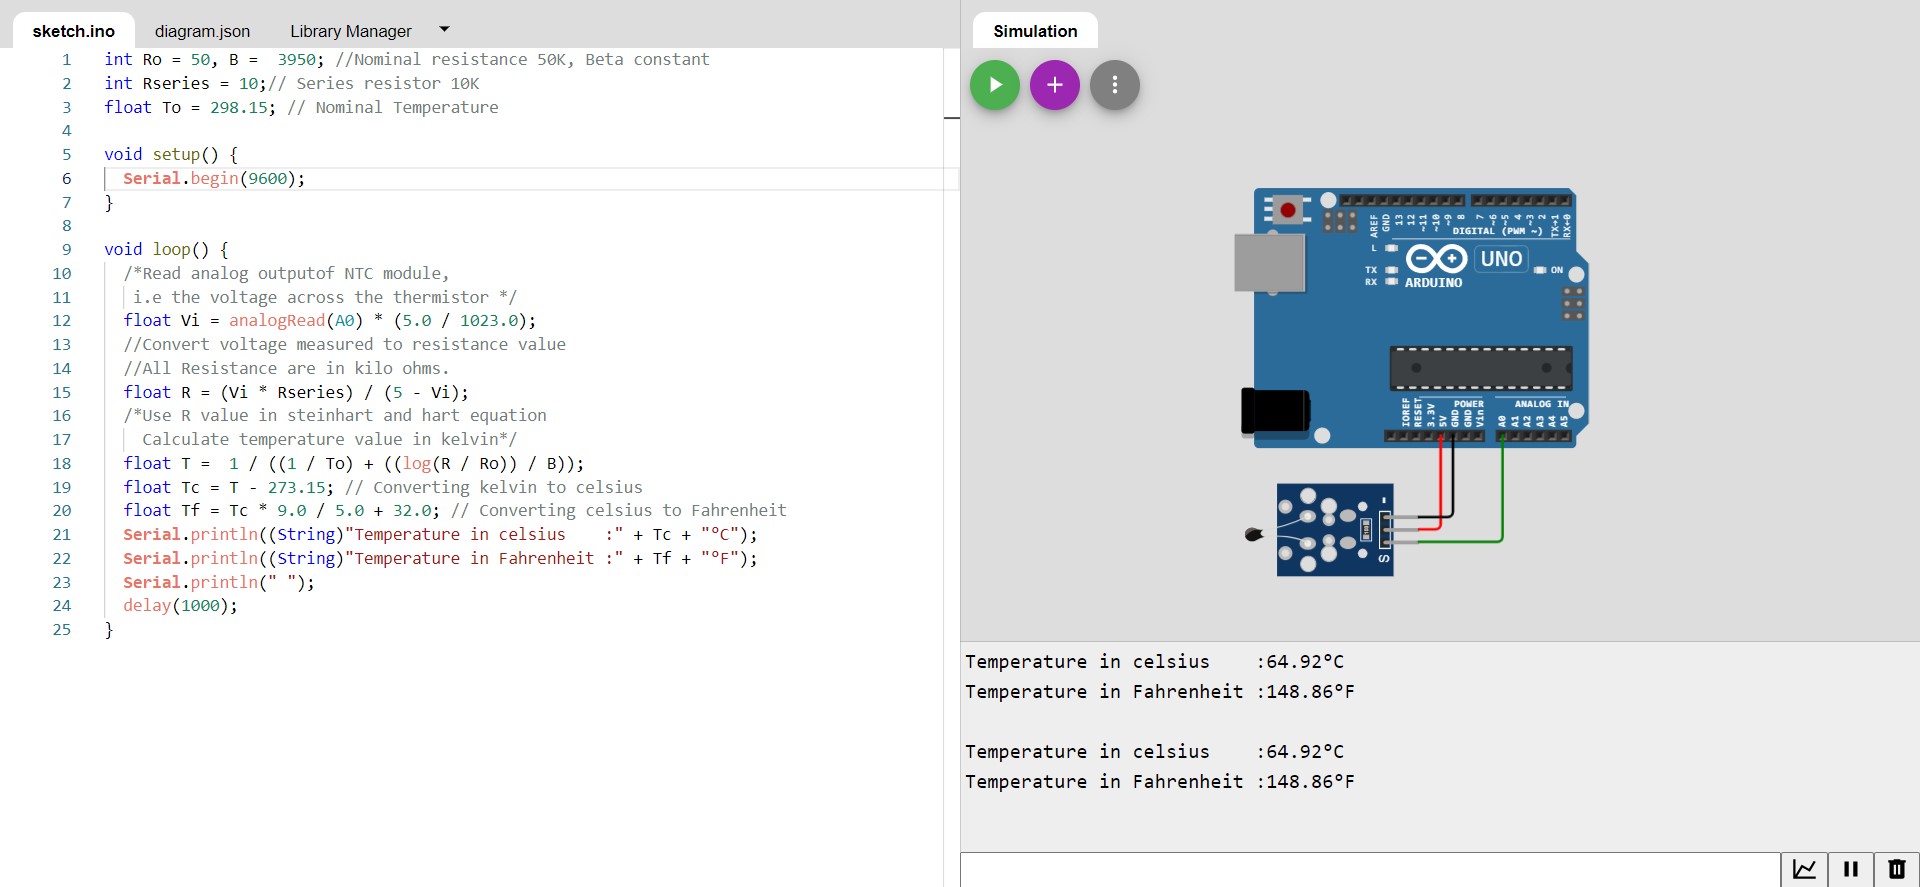 sketch.ino diagram.json Library Manager
1 int Ro = 50, B =  3950; //Nominal resistance 50K, Beta constant
2 int Rseries = 10;// Series resistor 10K
3 float To = 298.15; // Nominal Temperature
4
5 void setup() {
6   Serial.begin(9600);
7 }
8
9 void loop() {
10   /*Read analog outputof NTC module,
11    i.e the voltage across the thermistor */
12   float Vi = analogRead(A0) * (5.0 / 1023.0);
13   //Convert voltage measured to resistance value
14   //All Resistance are in kilo ohms.
15   float R = (Vi * Rseries) / (5 - Vi);
16   /*Use R value in steinhart and hart equation
17     Calculate temperature value in kelvin*/
18   float T =  1 / ((1 / To) + ((log(R / Ro)) / B));
19   float Tc = T - 273.15; // Converting kelvin to celsius
20   float Tf = Tc * 9.0 / 5.0 + 32.0; // Converting celsius to Fahrenheit
21   Serial.println((String)"Temperature in celsius    :" + Tc + "°C");
22   Serial.println((String)"Temperature in Fahrenheit :" + Tf + "°F");
23   Serial.println(" ");
24   delay(1000);
25 }
Simulation
AREF GND 13 12 ~11 ~10 ~9 8 7 ~6 ~5 4 ~3 2 TX→1 RX←0
DIGITAL (PWM ~)
L
TX
RX
UNO
ON
ARDUINO
POWER
ANALOG IN
IOREF RESET 3.3V 5V GND GND Vin A0 A1 A2 A3 A4 A5
-
S
Temperature in celsius    :64.92°C
Temperature in Fahrenheit :148.86°F
Temperature in celsius    :64.92°C
Temperature in Fahrenheit :148.86°F